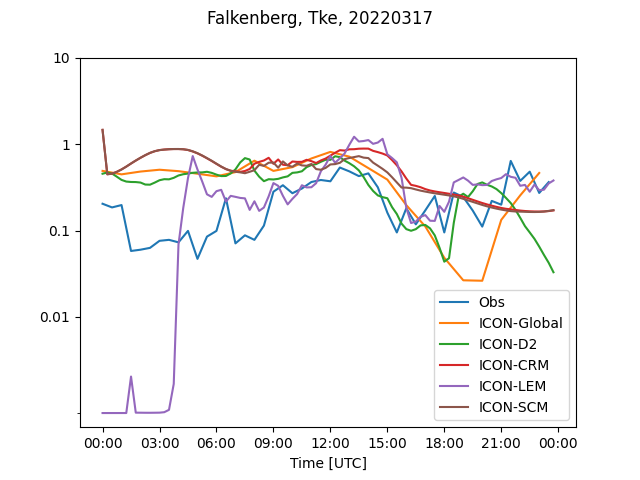 Falkenberg, Tke, 20220317
10
1
0.1
0.01
Obs
ICON-Global
ICON-D2
ICON-CRM
ICON-LEM
ICON-SCM
00:00 03:00 06:00 09:00 12:00 15:00 18:00 21:00 00:00
Time [UTC]